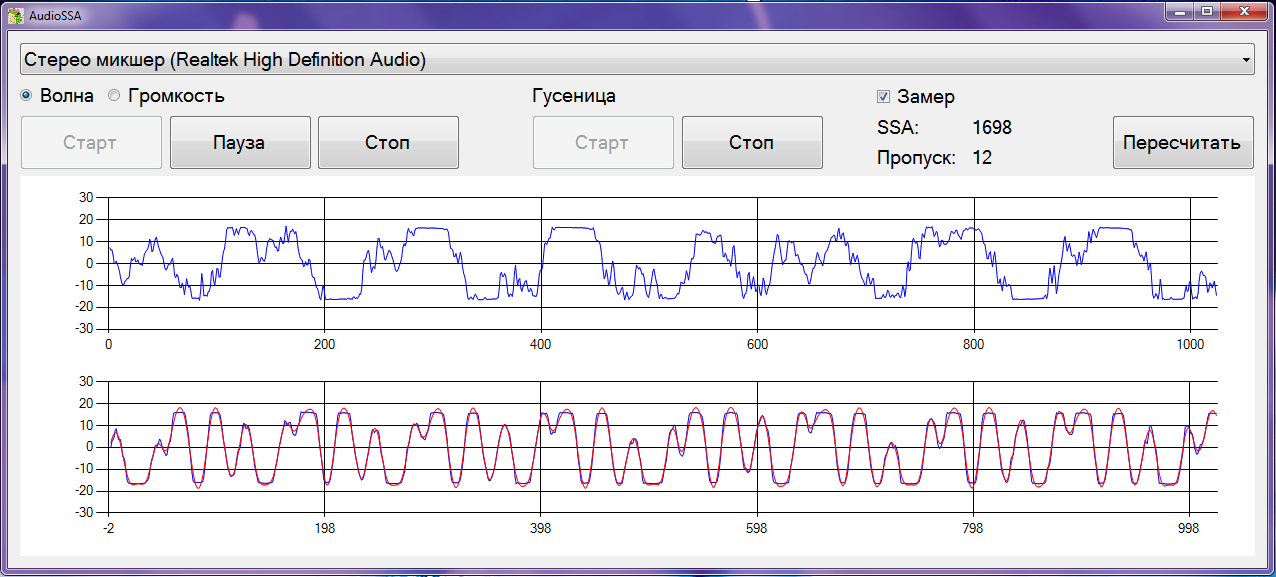 AudioSSA
Стерео микшер (Realtek High Definition Audio)
Волна Громкость Гусеница Замер
Старт Пауза Стоп Старт Стоп SSA: 1698 Пересчитать
Пропуск: 12
30
20
10
0
-10
-20
-30
0 200 400 600 800 1000
30
20
10
0
-10
-20
-30
-2 198 398 598 798 998